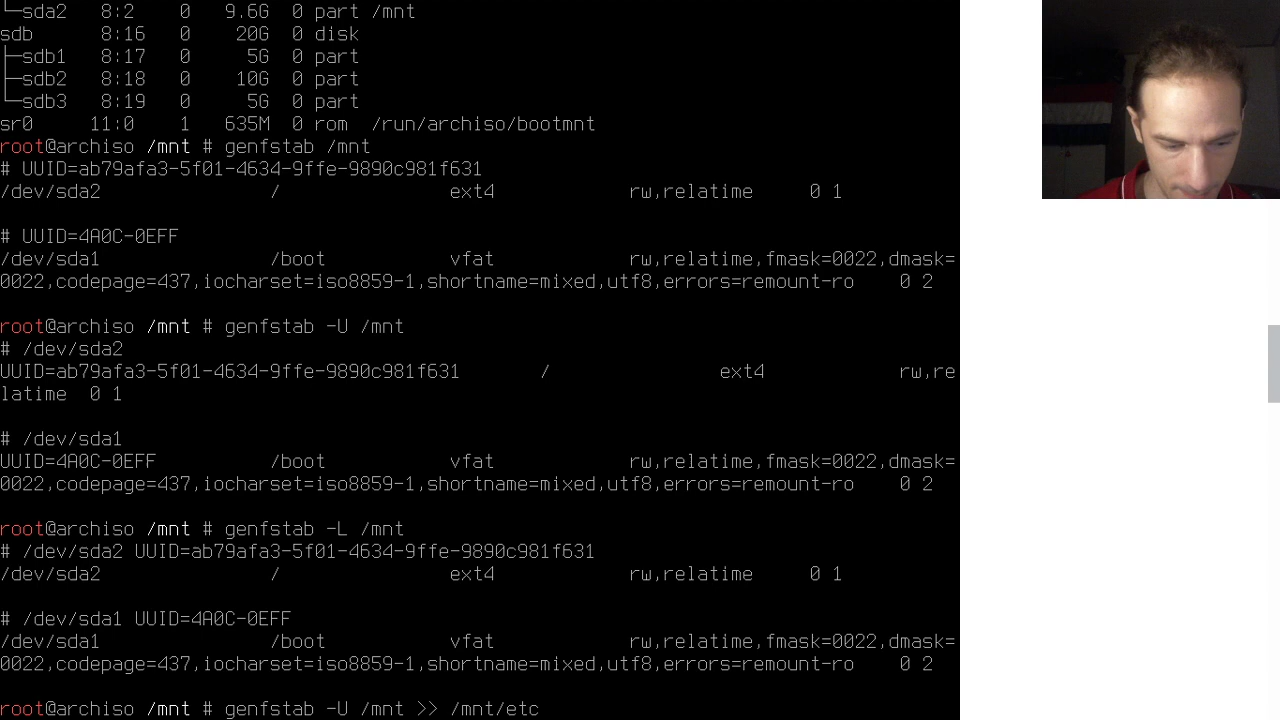 └─sda2   8:2    0   9.6G  0 part /mnt
sdb      8:16   0    20G  0 disk
├─sdb1   8:17   0     5G  0 part
├─sdb2   8:18   0    10G  0 part
└─sdb3   8:19   0     5G  0 part
sr0     11:0    1   635M  0 rom  /run/archiso/bootmnt
root@archiso /mnt # genfstab /mnt
# UUID=ab79afa3-5f01-4634-9ffe-9890c981f631
/dev/sda2               /               ext4            rw,relatime     0 1
# UUID=4A0C-0EFF
/dev/sda1               /boot           vfat            rw,relatime,fmask=0022,dmask=
0022,codepage=437,iocharset=iso8859-1,shortname=mixed,utf8,errors=remount-ro    0 2
root@archiso /mnt # genfstab -U /mnt
# /dev/sda2
UUID=ab79afa3-5f01-4634-9ffe-9890c981f631       /               ext4            rw,re
latime  0 1
# /dev/sda1
UUID=4A0C-0EFF          /boot           vfat            rw,relatime,fmask=0022,dmask=
0022,codepage=437,iocharset=iso8859-1,shortname=mixed,utf8,errors=remount-ro    0 2
root@archiso /mnt # genfstab -L /mnt
# /dev/sda2 UUID=ab79afa3-5f01-4634-9ffe-9890c981f631
/dev/sda2               /               ext4            rw,relatime     0 1
# /dev/sda1 UUID=4A0C-0EFF
/dev/sda1               /boot           vfat            rw,relatime,fmask=0022,dmask=
0022,codepage=437,iocharset=iso8859-1,shortname=mixed,utf8,errors=remount-ro    0 2
root@archiso /mnt # genfstab -U /mnt >> /mnt/etc